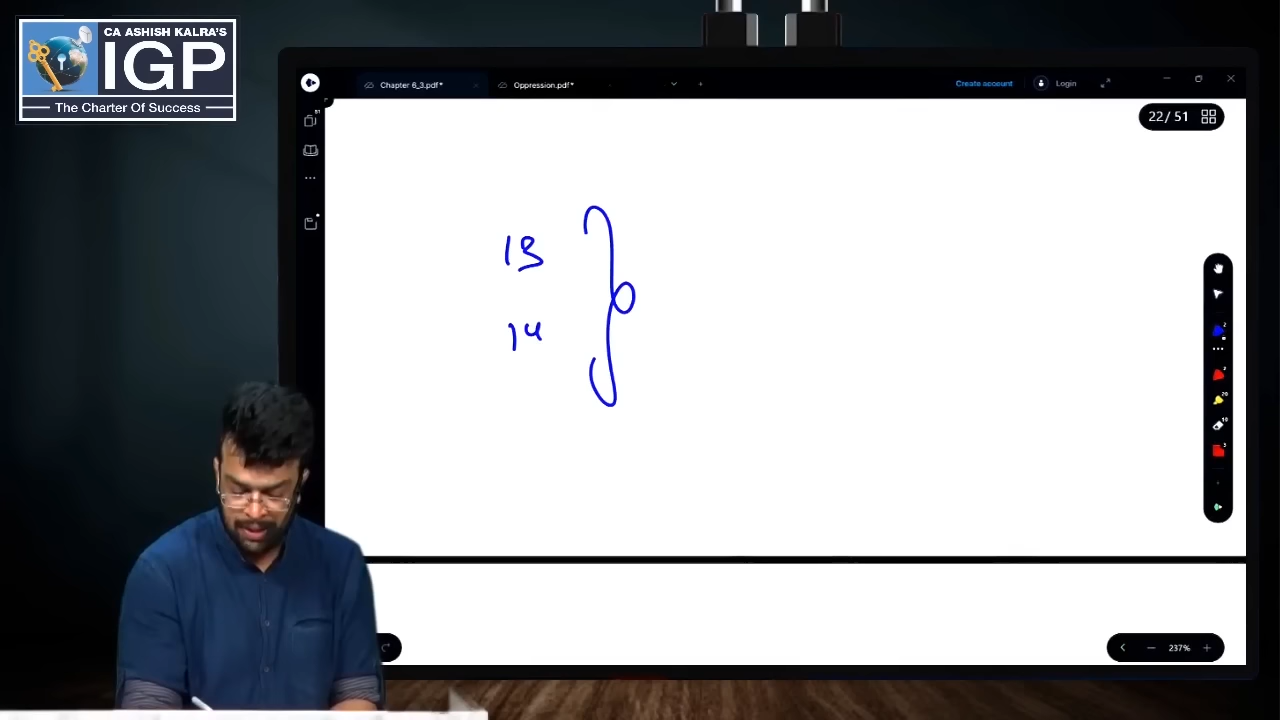 CA ASHISH KALRA'S
IGP
The Charter Of Success
Chapter 6_3.pdf*
Oppression.pdf*
Create account
Login
22/ 51
13
14
237%